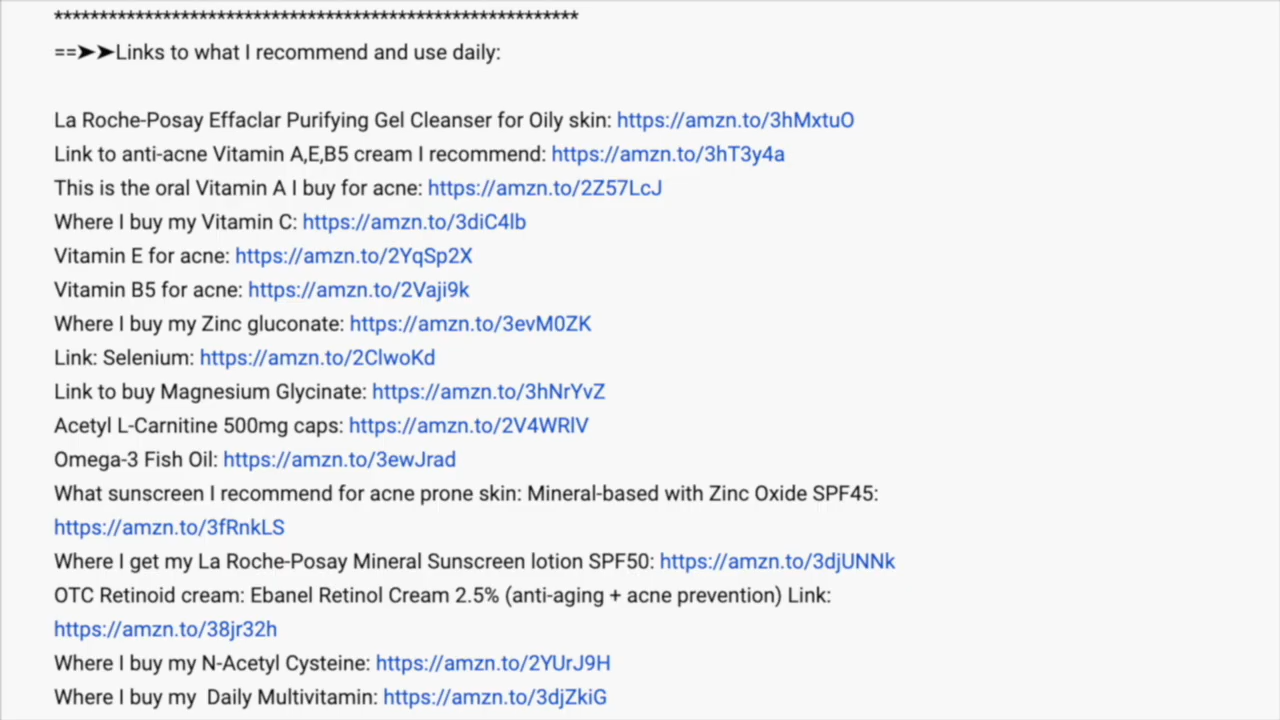 **********************************************************
==➤➤Links to what I recommend and use daily:
La Roche-Posay Effaclar Purifying Gel Cleanser for Oily skin: https://amzn.to/3hMxtuO
Link to anti-acne Vitamin A,E,B5 cream I recommend: https://amzn.to/3hT3y4a
This is the oral Vitamin A I buy for acne: https://amzn.to/2Z57LcJ
Where I buy my Vitamin C: https://amzn.to/3diC4lb
Vitamin E for acne: https://amzn.to/2YqSp2X
Vitamin B5 for acne: https://amzn.to/2Vaji9k
Where I buy my Zinc gluconate: https://amzn.to/3evM0ZK
Link: Selenium: https://amzn.to/2ClwoKd
Link to buy Magnesium Glycinate: https://amzn.to/3hNrYvZ
Acetyl L-Carnitine 500mg caps: https://amzn.to/2V4WRlV
Omega-3 Fish Oil: https://amzn.to/3ewJrad
What sunscreen I recommend for acne prone skin: Mineral-based with Zinc Oxide SPF45:
https://amzn.to/3fRnkLS
Where I get my La Roche-Posay Mineral Sunscreen lotion SPF50: https://amzn.to/3djUNNk
OTC Retinoid cream: Ebanel Retinol Cream 2.5% (anti-aging + acne prevention) Link:
https://amzn.to/38jr32h
Where I buy my N-Acetyl Cysteine: https://amzn.to/2YUrJ9H
Where I buy my  Daily Multivitamin: https://amzn.to/3djZkiG